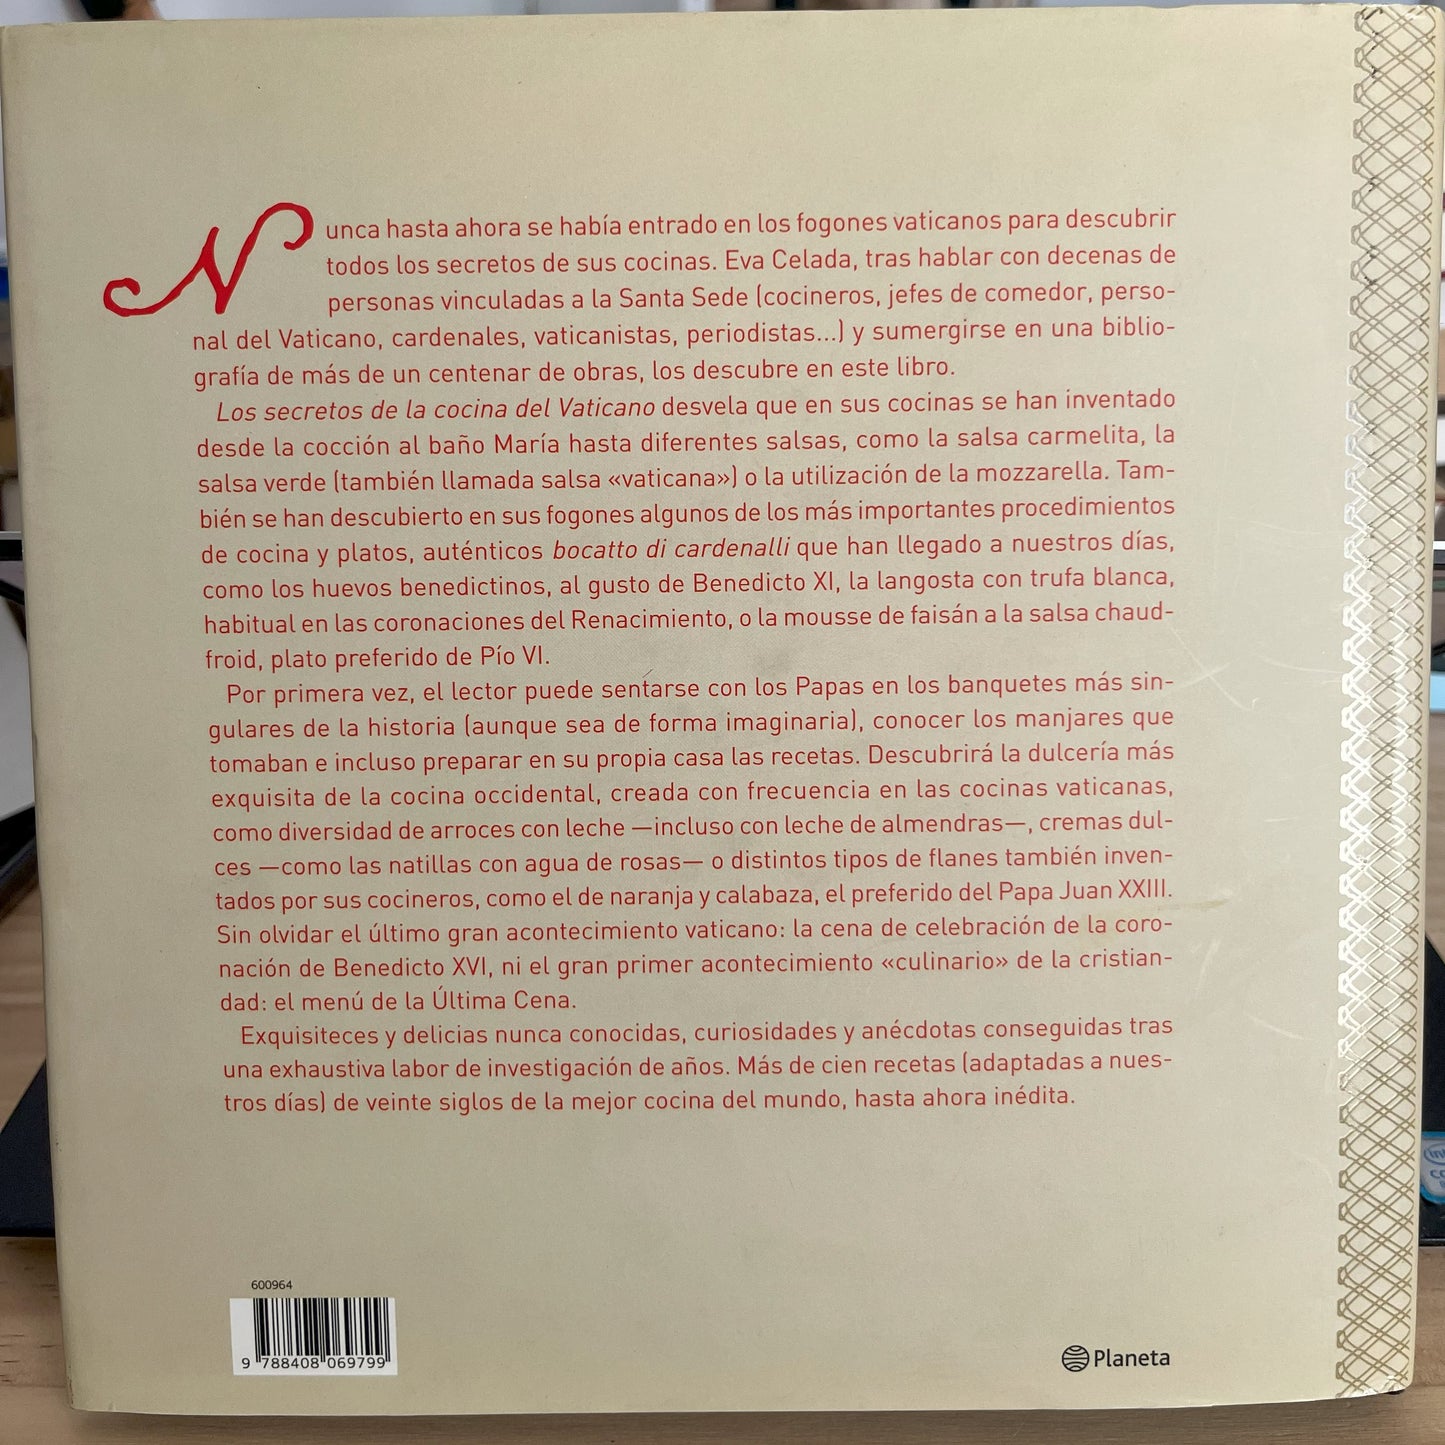 Nunca hasta ahora se había entrado en los fogones vaticanos para descubrir
todos los secretos de sus cocinas. Eva Celada, tras hablar con decenas de
personas vinculadas a la Santa Sede (cocineros, jefes de comedor, perso-
nal del Vaticano, cardenales, vaticanistas, periodistas...) y sumergirse en una biblio-
grafía de más de un centenar de obras, los descubre en este libro.
Los secretos de la cocina del Vaticano desvela que en sus cocinas se han inventado
desde la cocción al baño María hasta diferentes salsas, como la salsa carmelita, la
salsa verde (también llamada salsa «vaticana») o la utilización de la mozzarella. Tam-
bién se han descubierto en sus fogones algunos de los más importantes procedimientos
de cocina y platos, auténticos bocatto di cardenalli que han llegado a nuestros días,
como los huevos benedictinos, al gusto de Benedicto XI, la langosta con trufa blanca,
habitual en las coronaciones del Renacimiento, o la mousse de faisán a la salsa chaud-
froid, plato preferido de Pío VI.
Por primera vez, el lector puede sentarse con los Papas en los banquetes más sin-
gulares de la historia (aunque sea de forma imaginaria), conocer los manjares que
tomaban e incluso preparar en su propia casa las recetas. Descubrirá la dulcería más
exquisita de la cocina occidental, creada con frecuencia en las cocinas vaticanas,
como diversidad de arroces con leche —incluso con leche de almendras—, cremas dul-
ces —como las natillas con agua de rosas— o distintos tipos de flanes también inven-
tados por sus cocineros, como el de naranja y calabaza, el preferido del Papa Juan XXIII.
Sin olvidar el último gran acontecimiento vaticano: la cena de celebración de la coro-
nación de Benedicto XVI, ni el gran primer acontecimiento «culinario» de la cristian-
dad: el menú de la Última Cena.
Exquisiteces y delicias nunca conocidas, curiosidades y anécdotas conseguidas tras
una exhaustiva labor de investigación de años. Más de cien recetas (adaptadas a nues-
tros días) de veinte siglos de la mejor cocina del mundo, hasta ahora inédita.
600964
9 788408 069799
Planeta